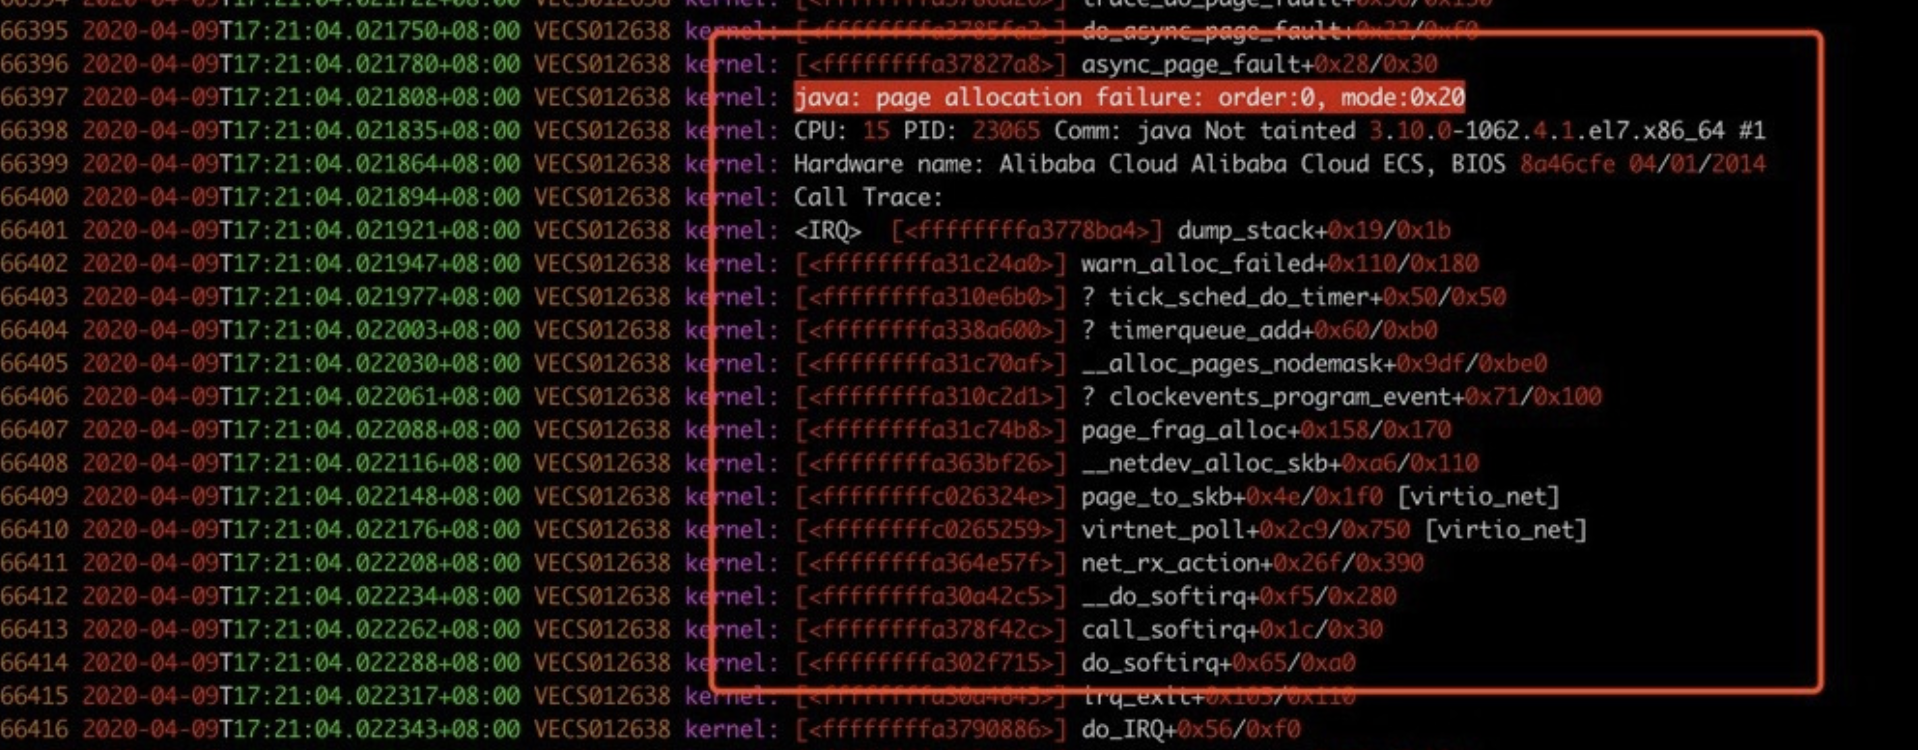 66395 2020-04-09T17:21:04.021750+08:00 VECS012638 kernel: [<ffffffffa3785fa2>] do_async_page_fault+0x22/0xf0
66396 2020-04-09T17:21:04.021780+08:00 VECS012638 kernel: [<ffffffffa37827a8>] async_page_fault+0x28/0x30
66397 2020-04-09T17:21:04.021808+08:00 VECS012638 kernel: java: page allocation failure: order:0, mode:0x20
66398 2020-04-09T17:21:04.021835+08:00 VECS012638 kernel: CPU: 15 PID: 23065 Comm: java Not tainted 3.10.0-1062.4.1.el7.x86_64 #1
66399 2020-04-09T17:21:04.021864+08:00 VECS012638 kernel: Hardware name: Alibaba Cloud Alibaba Cloud ECS, BIOS 8a46cfe 04/01/2014
66400 2020-04-09T17:21:04.021894+08:00 VECS012638 kernel: Call Trace:
66401 2020-04-09T17:21:04.021921+08:00 VECS012638 kernel: <IRQ> [<ffffffffa3778ba4>] dump_stack+0x19/0x1b
66402 2020-04-09T17:21:04.021947+08:00 VECS012638 kernel: [<ffffffffa31c24a0>] warn_alloc_failed+0x110/0x180
66403 2020-04-09T17:21:04.021977+08:00 VECS012638 kernel: [<ffffffffa310e6b0>] ? tick_sched_do_timer+0x50/0x50
66404 2020-04-09T17:21:04.022003+08:00 VECS012638 kernel: [<ffffffffa338a600>] ? timerqueue_add+0x60/0xb0
66405 2020-04-09T17:21:04.022030+08:00 VECS012638 kernel: [<ffffffffa31c70af>] __alloc_pages_nodemask+0x9df/0xbe0
66406 2020-04-09T17:21:04.022061+08:00 VECS012638 kernel: [<ffffffffa310c2d1>] ? clockevents_program_event+0x71/0x100
66407 2020-04-09T17:21:04.022088+08:00 VECS012638 kernel: [<ffffffffa31c74b8>] page_frag_alloc+0x158/0x170
66408 2020-04-09T17:21:04.022116+08:00 VECS012638 kernel: [<ffffffffa363bf26>] __netdev_alloc_skb+0xa6/0x110
66409 2020-04-09T17:21:04.022148+08:00 VECS012638 kernel: [<ffffffffc026324e>] page_to_skb+0x4e/0x1f0 [virtio_net]
66410 2020-04-09T17:21:04.022176+08:00 VECS012638 kernel: [<ffffffffc0265259>] virtnet_poll+0x2c9/0x750 [virtio_net]
66411 2020-04-09T17:21:04.022208+08:00 VECS012638 kernel: [<ffffffffa364e57f>] net_rx_action+0x26f/0x390
66412 2020-04-09T17:21:04.022234+08:00 VECS012638 kernel: [<ffffffffa30a42c5>] __do_softirq+0xf5/0x280
66413 2020-04-09T17:21:04.022262+08:00 VECS012638 kernel: [<ffffffffa378f42c>] call_softirq+0x1c/0x30
66414 2020-04-09T17:21:04.022288+08:00 VECS012638 kernel: [<ffffffffa302f715>] do_softirq+0x65/0xa0
66415 2020-04-09T17:21:04.022317+08:00 VECS012638 kernel: [<ffffffffa30a4645>] irq_exit+0x105/0x110
66416 2020-04-09T17:21:04.022343+08:00 VECS012638 kernel: [<ffffffffa3790886>] do_IRQ+0x56/0xf0